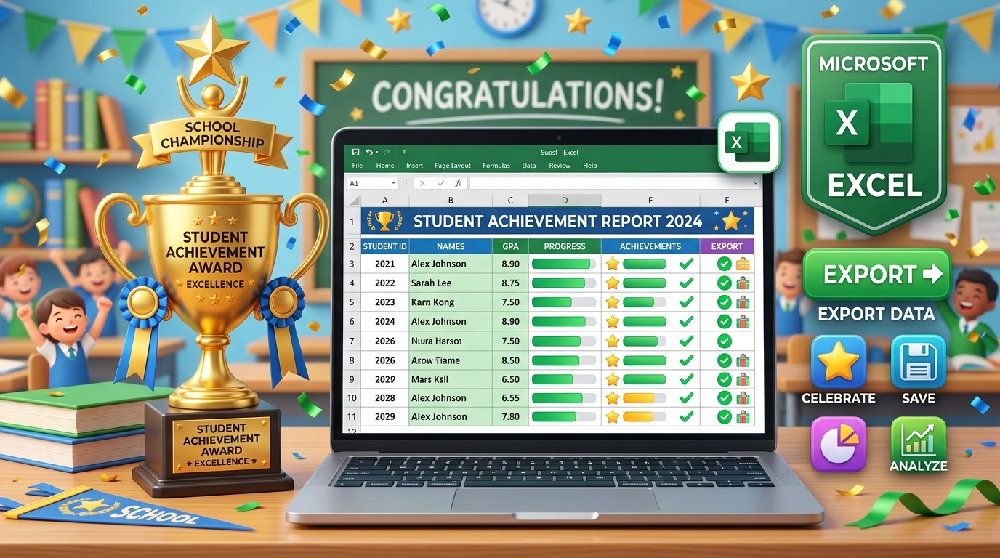 CONGRATULATIONS!
SCHOOL
CHAMPIONSHIP
STUDENT
ACHIEVEMENT
AWARD
EXCELLENCE
STUDENT
ACHIEVEMENT
AWARD
EXCELLENCE
SCHOOL
Swast - Excel
File Home Insert Page Layout Formulas Data Review Help
A1 fx
A B C D E F
1 STUDENT ACHIEVEMENT REPORT 2024
2 STUDENT ID NAMES GPA PROGRESS ACHIEVEMENTS EXPORT
3 2021 Alex Johnson 8.90
4 2022 Sarah Lee 8.75
5 2023 Karn Kong 7.50
6 2024 Alex Johnson 8.90
7 2026 Harson 7.50
8 2026 8.50
9 2029 Mars 6.50
10 2028 Alex Johnson 6.55
11 2029 Alex Johnson 7.80
12
X
MICROSOFT
X
EXCEL
EXPORT
EXPORT DATA
CELEBRATE SAVE
ANALYZE